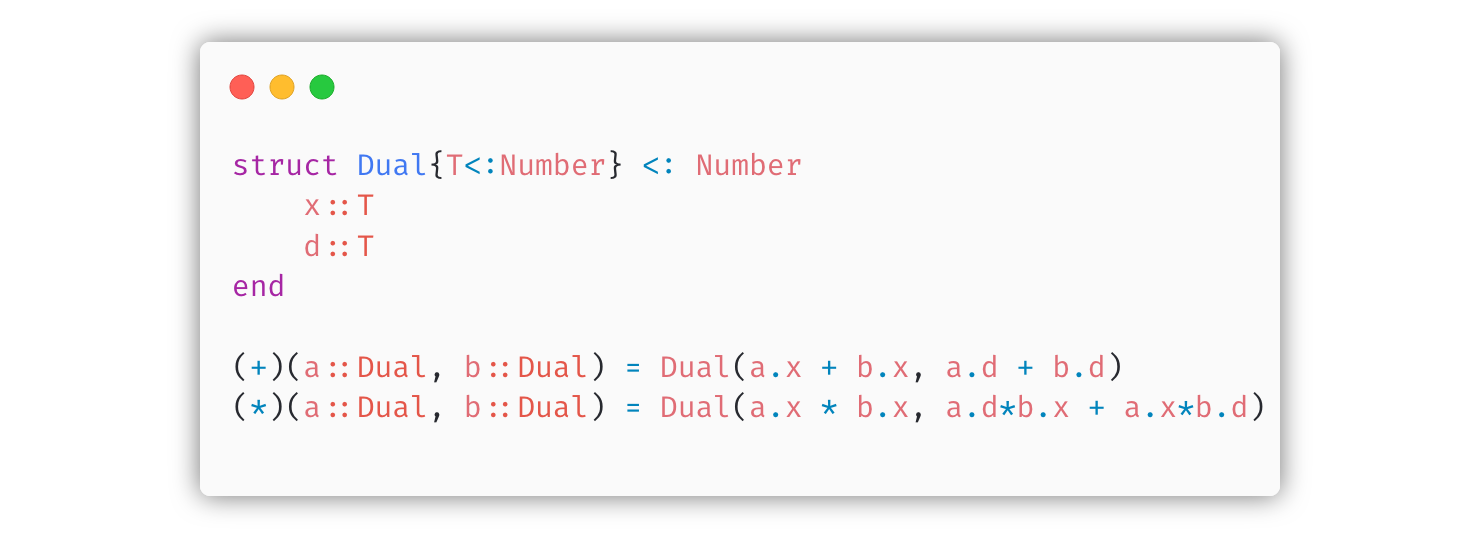 struct Dual{T<:Number} <: Number
    x::T
    d::T
end

(+)(a::Dual, b::Dual) = Dual(a.x + b.x, a.d + b.d)
(*)(a::Dual, b::Dual) = Dual(a.x * b.x, a.d*b.x + a.x*b.d)